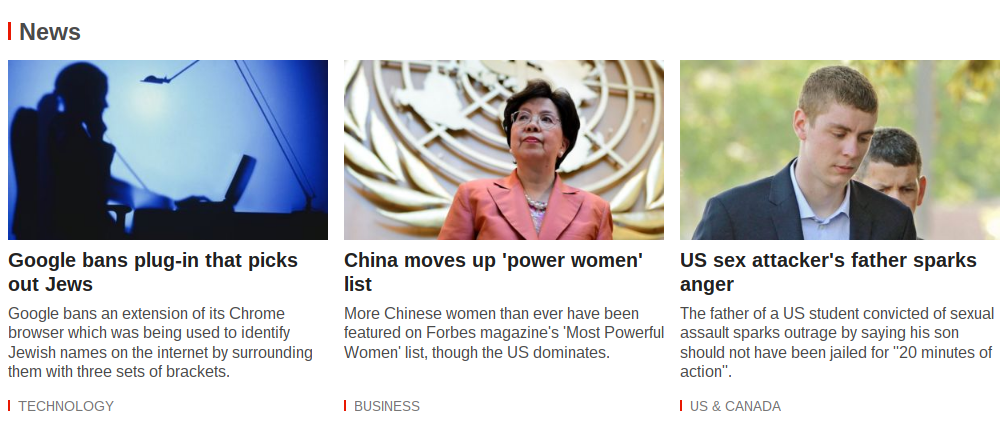 News
Google bans plug-in that picks
out Jews
Google bans an extension of its Chrome
browser which was being used to identify
Jewish names on the internet by surrounding
them with three sets of brackets.
TECHNOLOGY
China moves up 'power women'
list
More Chinese women than ever have been
featured on Forbes magazine's 'Most Powerful
Women' list, though the US dominates.
BUSINESS
US sex attacker's father sparks
anger
The father of a US student convicted of sexual
assault sparks outrage by saying his son
should not have been jailed for "20 minutes of
action".
US & CANADA